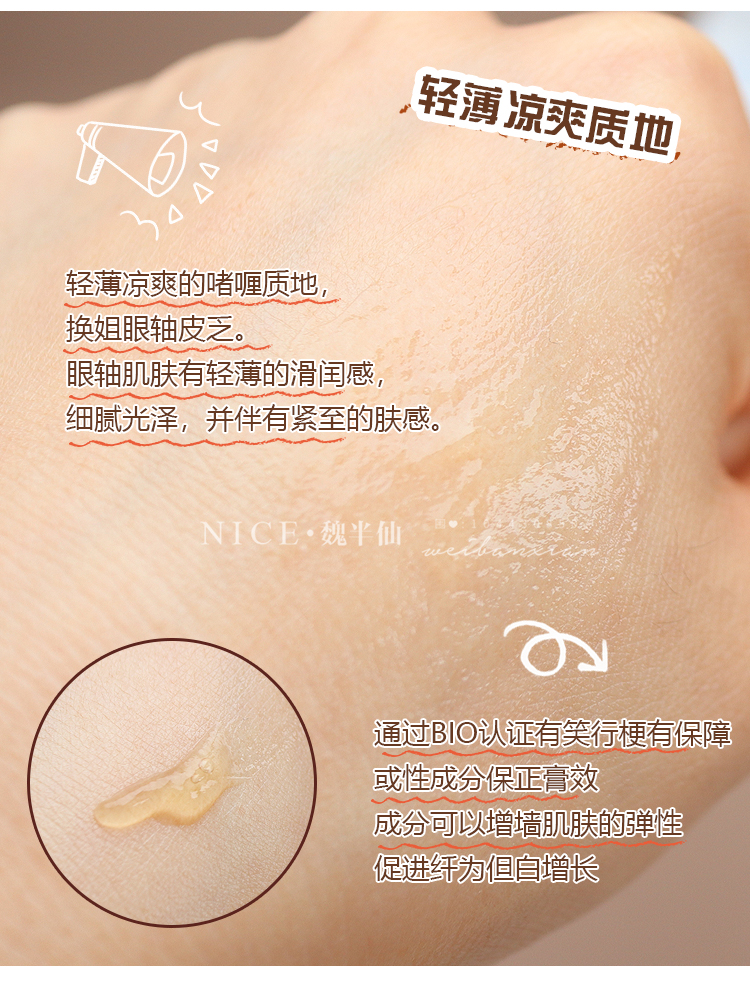 轻薄凉爽质地
轻薄凉爽的啫喱质地，
换姐眼轴皮乏。
眼轴肌肤有轻薄的滑闰感，
细腻光泽，并伴有紧至的肤感。
NICE·魏半仙
weibanxian
通过BIO认证有笑行梗有保障
或性成分保正膏效
成分可以增墙肌肤的弹性
促进纤为但白增长